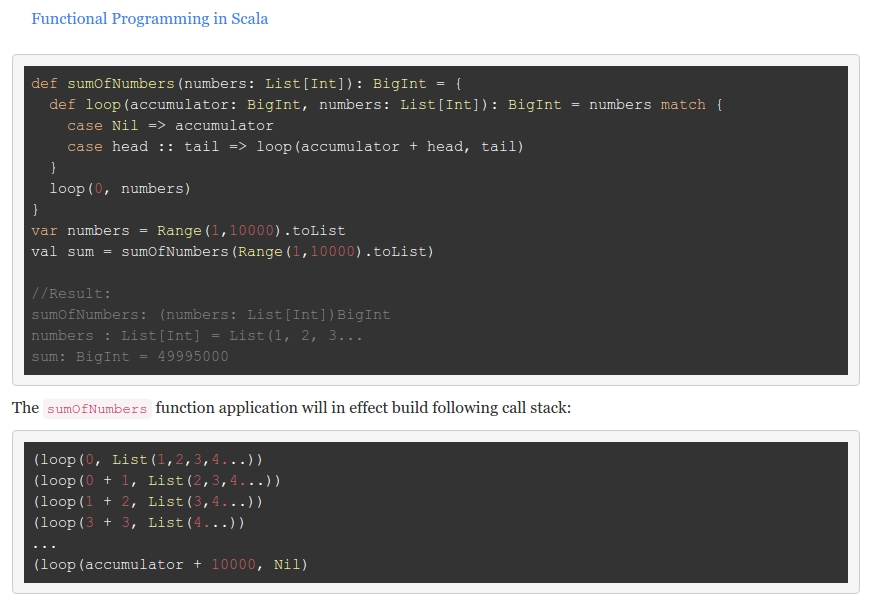 Functional Programming in Scala
def sumOfNumbers(numbers: List[Int]): BigInt = {
  def loop(accumulator: BigInt, numbers: List[Int]): BigInt = numbers match {
    case Nil => accumulator
    case head :: tail => loop(accumulator + head, tail)
  }
  loop(0, numbers)
}
var numbers = Range(1,10000).toList
val sum = sumOfNumbers(Range(1,10000).toList)
//Result:
sumOfNumbers: (numbers: List[Int])BigInt
numbers : List[Int] = List(1, 2, 3...
sum: BigInt = 49995000
The sumOfNumbers function application will in effect build following call stack:
(loop(0, List(1,2,3,4...))
(loop(0 + 1, List(2,3,4...))
(loop(1 + 2, List(3,4...))
(loop(3 + 3, List(4...))
...
(loop(accumulator + 10000, Nil)